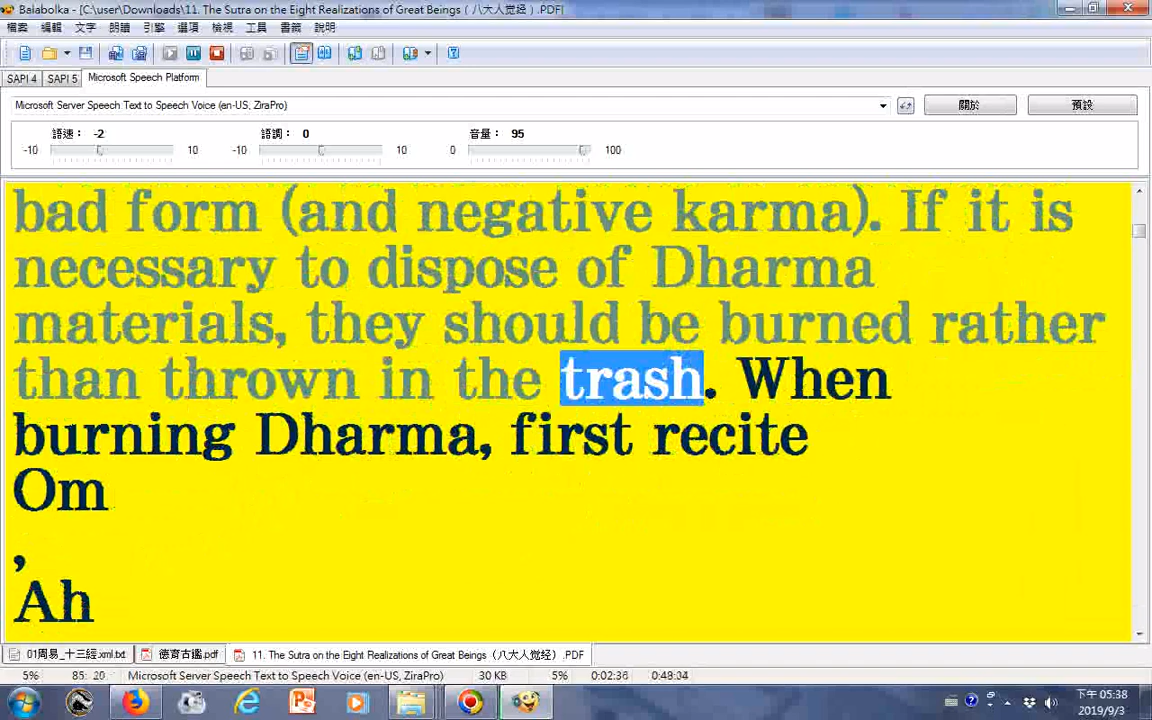 Balabolka - [C:\user\Downloads\11. The Sutra on the Eight Realizations of Great Beings（八大人觉经）.PDF]
檔案 編輯 文字 朗讀 引擎 選項 檢視 工具 書籤 說明
SAPI 4 SAPI 5 Microsoft Speech Platform
Microsoft Server Speech Text to Speech Voice (en-US, ZiraPro) 關於 預設
語速： -2 語調： 0 音量： 95
-10 10 -10 10 0 100
bad form (and negative karma). If it is
necessary to dispose of Dharma
materials, they should be burned rather
than thrown in the trash. When
burning Dharma, first recite
Om
,
Ah
01周易_十三經.xml.txt 德育古鑑.pdf 11. The Sutra on the Eight Realizations of Great Beings（八大人觉经）.PDF
5% 85: 20 Microsoft Server Speech Text to Speech Voice (en-US, ZiraPro) 30 KB 5% 0:02:36 0:48:34
下午 05:38
2019/9/3